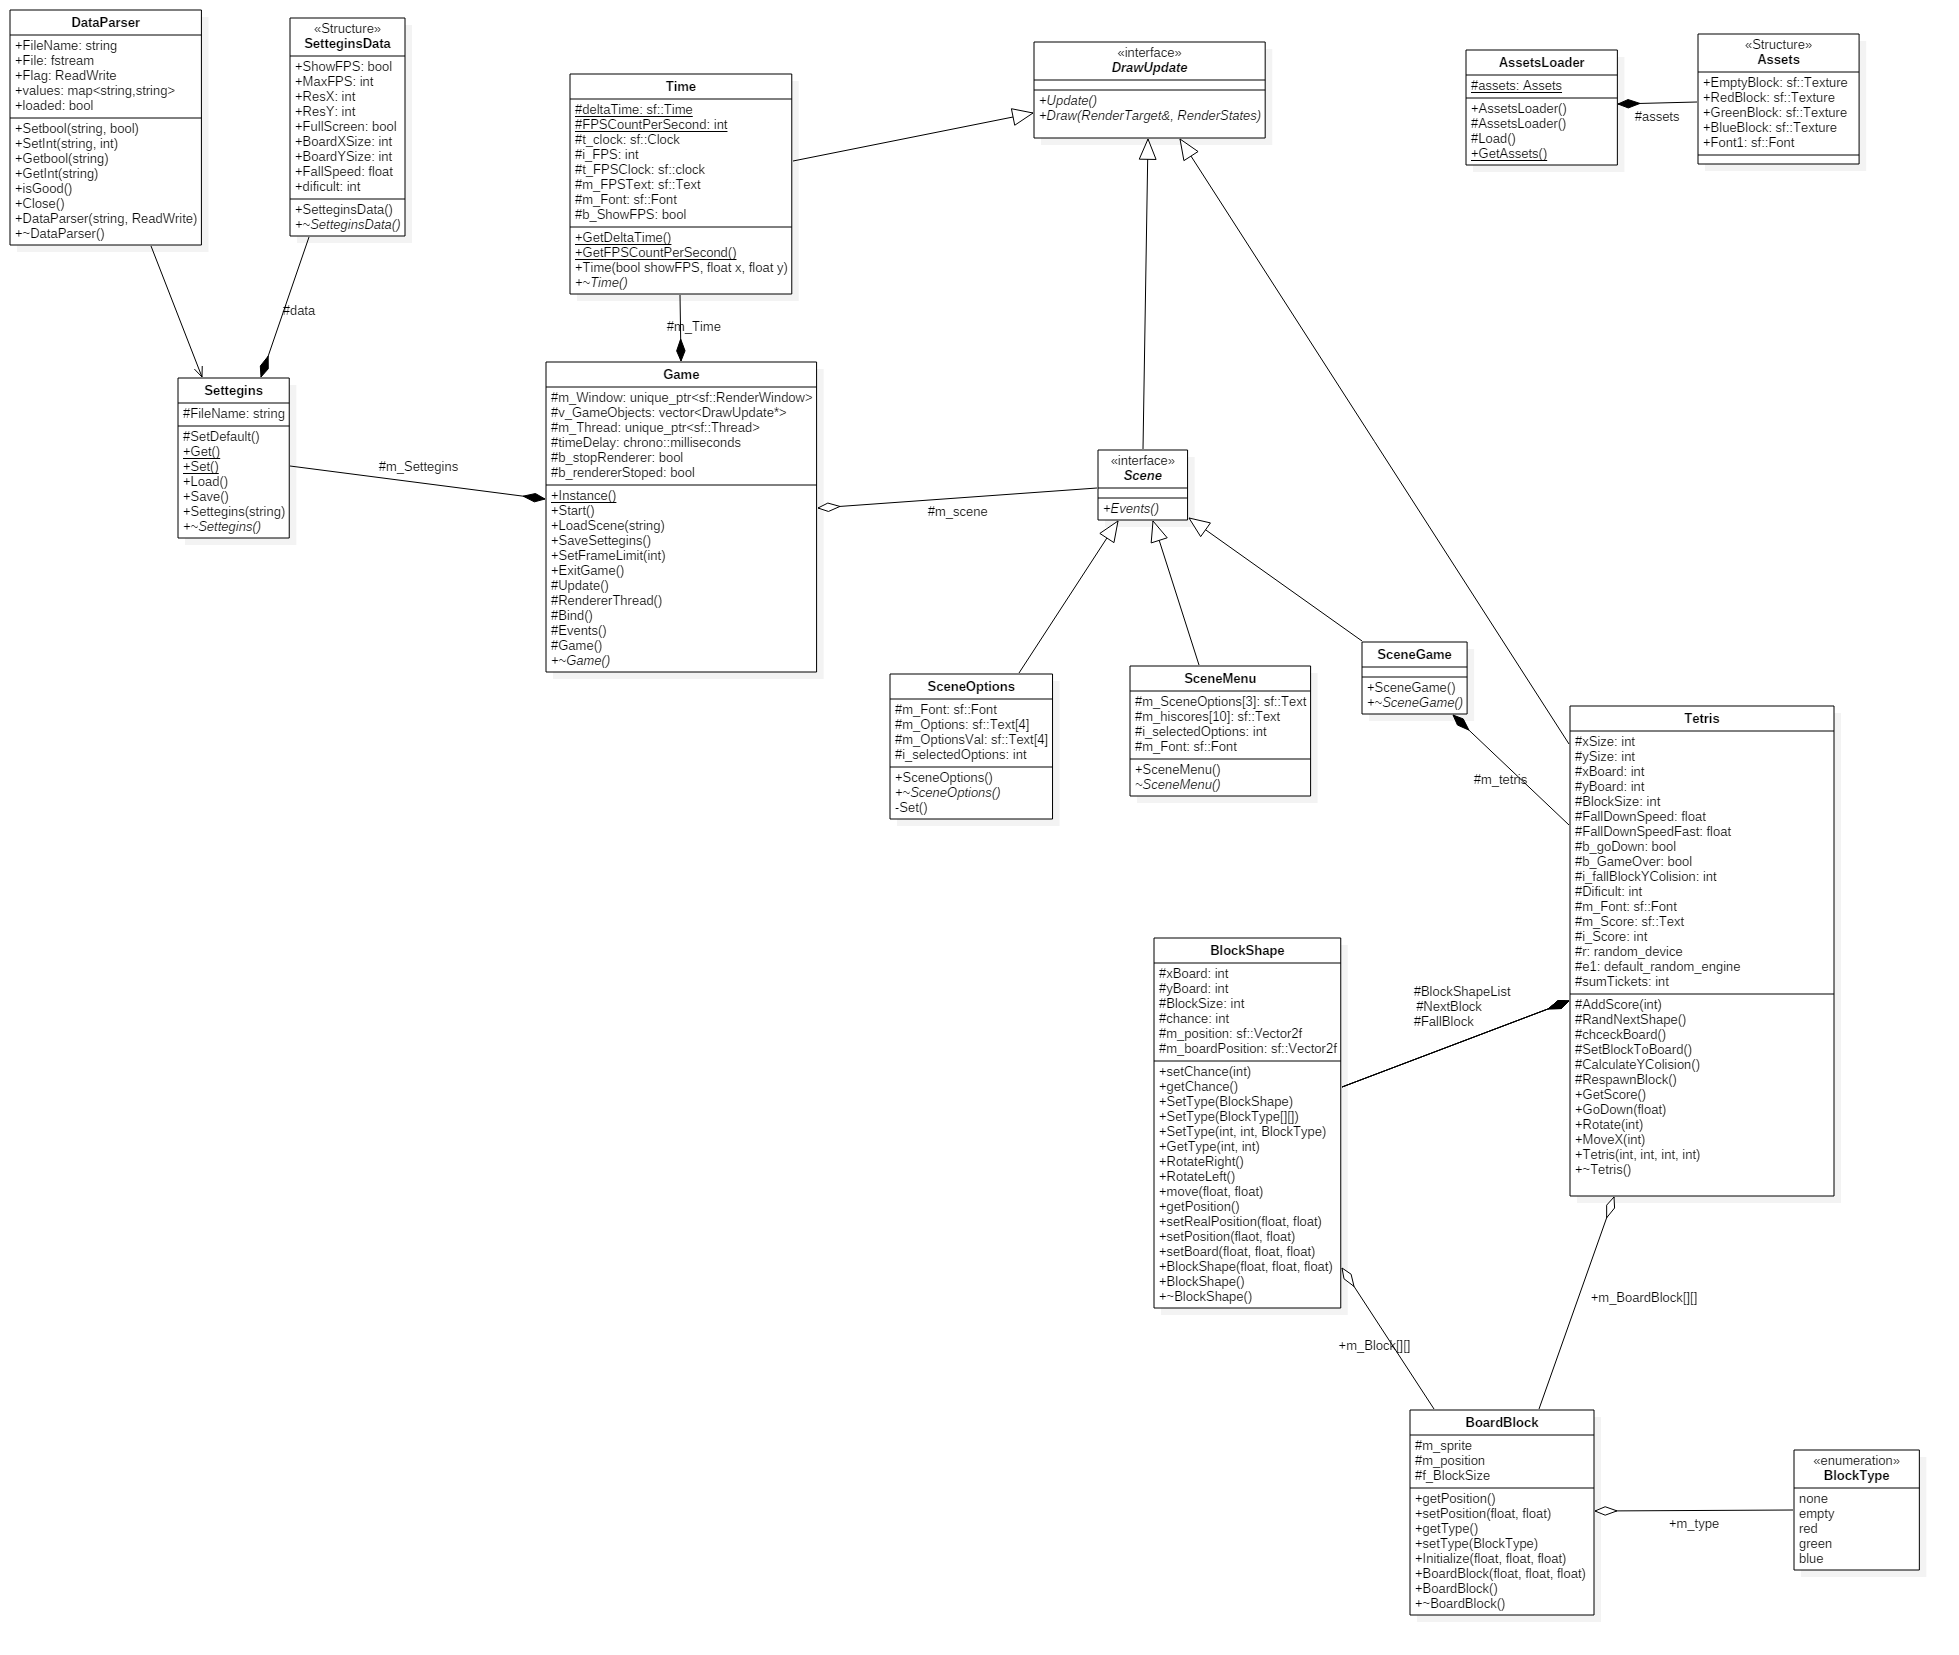 DataParser
+FileName: string
+File: fstream
+Flag: ReadWrite
+values: map<string,string>
+loaded: bool
+Setbool(string, bool)
+SetInt(string, int)
+Getbool(string)
+GetInt(string)
+isGood()
+Close()
+DataParser(string, ReadWrite)
+~DataParser()
«Structure»
SetteginsData
+ShowFPS: bool
+MaxFPS: int
+ResX: int
+ResY: int
+FullScreen: bool
+BoardXSize: int
+BoardYSize: int
+FallSpeed: float
+dificult: int
+SetteginsData()
+~SetteginsData()
#data
Settegins
#FileName: string
#SetDefault()
+Get()
+Set()
+Load()
+Save()
+Settegins(string)
+~Settegins()
#m_Settegins
Time
#deltaTime: sf::Time
#FPSCountPerSecond: int
#t_clock: sf::Clock
#i_FPS: int
#t_FPSClock: sf::clock
#m_FPSText: sf::Text
#m_Font: sf::Font
#b_ShowFPS: bool
+GetDeltaTime()
+GetFPSCountPerSecond()
+Time(bool showFPS, float x, float y)
+~Time()
#m_Time
Game
#m_Window: unique_ptr<sf::RenderWindow>
#v_GameObjects: vector<DrawUpdate*>
#m_Thread: unique_ptr<sf::Thread>
#timeDelay: chrono::milliseconds
#b_stopRenderer: bool
#b_rendererStoped: bool
+Instance()
+Start()
+LoadScene(string)
+SaveSettegins()
+SetFrameLimit(int)
+ExitGame()
#Update()
#RendererThread()
#Bind()
#Events()
#Game()
+~Game()
#m_scene
«interface»
DrawUpdate
+Update()
+Draw(RenderTarget&, RenderStates)
AssetsLoader
#assets: Assets
+AssetsLoader()
#AssetsLoader()
#Load()
+GetAssets()
#assets
«Structure»
Assets
+EmptyBlock: sf::Texture
+RedBlock: sf::Texture
+GreenBlock: sf::Texture
+BlueBlock: sf::Texture
+Font1: sf::Font
«interface»
Scene
+Events()
SceneOptions
#m_Font: sf::Font
#m_Options: sf::Text[4]
#m_OptionsVal: sf::Text[4]
#i_selectedOptions: int
+SceneOptions()
+~SceneOptions()
-Set()
SceneMenu
#m_SceneOptions[3]: sf::Text
#m_hiscores[10]: sf::Text
#i_selectedOptions: int
#m_Font: sf::Font
+SceneMenu()
~SceneMenu()
SceneGame
+SceneGame()
+~SceneGame()
#m_tetris
Tetris
#xSize: int
#ySize: int
#xBoard: int
#yBoard: int
#BlockSize: int
#FallDownSpeed: float
#FallDownSpeedFast: float
#b_goDown: bool
#b_GameOver: bool
#i_fallBlockYColision: int
#Dificult: int
#m_Font: sf::Font
#m_Score: sf::Text
#i_Score: int
#r: random_device
#e1: default_random_engine
#sumTickets: int
#AddScore(int)
#RandNextShape()
#chceckBoard()
#SetBlockToBoard()
#CalculateYColision()
#RespawnBlock()
+GetScore()
+GoDown(float)
+Rotate(int)
+MoveX(int)
+Tetris(int, int, int, int)
+~Tetris()
#BlockShapeList
#NextBlock
#FallBlock
BlockShape
#xBoard: int
#yBoard: int
#BlockSize: int
#chance: int
#m_position: sf::Vector2f
#m_boardPosition: sf::Vector2f
+setChance(int)
+getChance()
+SetType(BlockShape)
+SetType(BlockType[][])
+SetType(int, int, BlockType)
+GetType(int, int)
+RotateRight()
+RotateLeft()
+move(float, float)
+getPosition()
+setRealPosition(float, float)
+setPosition(flaot, float)
+setBoard(float, float, float)
+BlockShape(float, float, float)
+BlockShape()
+~BlockShape()
+m_Block[][]
+m_BoardBlock[][]
BoardBlock
#m_sprite
#m_position
#f_BlockSize
+getPosition()
+setPosition(float, float)
+getType()
+setType(BlockType)
+Initialize(float, float, float)
+BoardBlock(float, float, float)
+BoardBlock()
+~BoardBlock()
+m_type
«enumeration»
BlockType
none
empty
red
green
blue